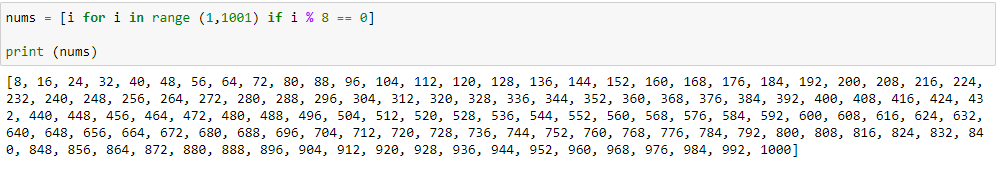 nums = [i for i in range (1,1001) if i % 8 == 0]
print (nums)
[8, 16, 24, 32, 40, 48, 56, 64, 72, 80, 88, 96, 104, 112, 120, 128, 136, 144, 152, 160, 168, 176, 184, 192, 200, 208, 216, 224,
232, 240, 248, 256, 264, 272, 280, 288, 296, 304, 312, 320, 328, 336, 344, 352, 360, 368, 376, 384, 392, 400, 408, 416, 424, 43
2, 440, 448, 456, 464, 472, 480, 488, 496, 504, 512, 520, 528, 536, 544, 552, 560, 568, 576, 584, 592, 600, 608, 616, 624, 632,
640, 648, 656, 664, 672, 680, 688, 696, 704, 712, 720, 728, 736, 744, 752, 760, 768, 776, 784, 792, 800, 808, 816, 824, 832, 84
0, 848, 856, 864, 872, 880, 888, 896, 904, 912, 920, 928, 936, 944, 952, 960, 968, 976, 984, 992, 1000]